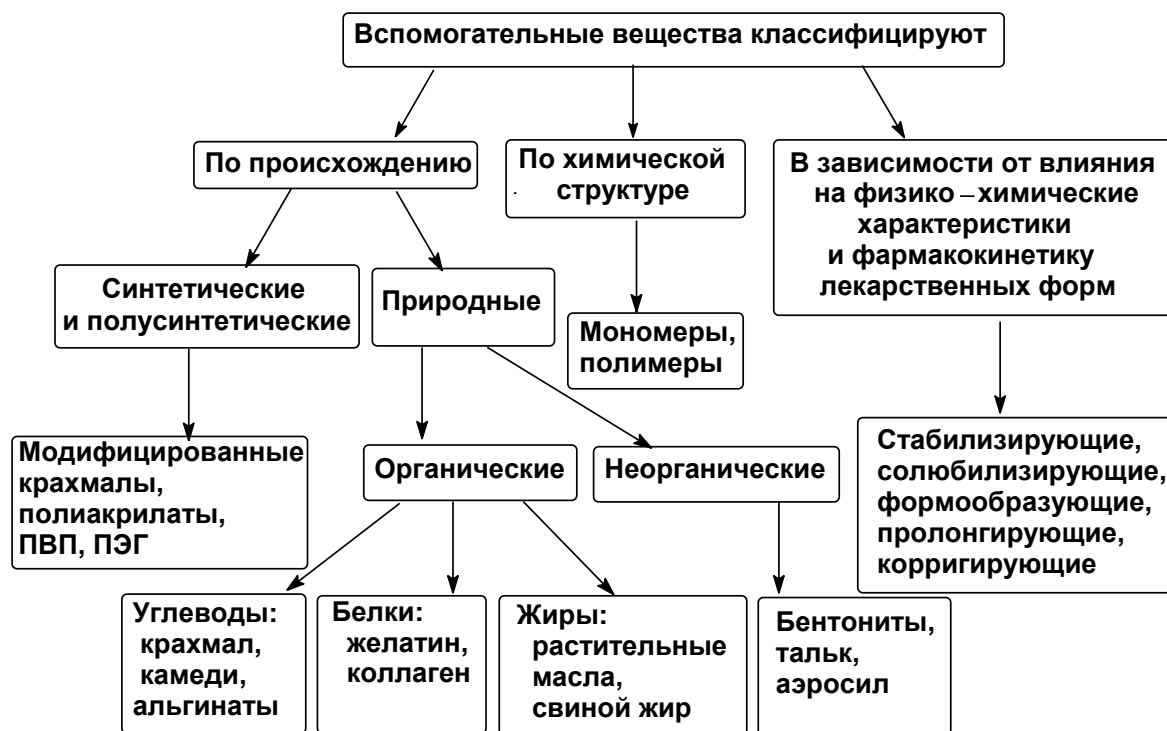 Вспомогательные вещества классифицируют
По происхождению
По химической
структуре
В зависимости от влияния
на физико–химические
характеристики
и фармакокинетику
лекарственных форм
Синтетические
и полусинтетические
Природные
Мономеры,
полимеры
Модифицированные
крахмалы,
полиакрилаты,
ПВП, ПЭГ
Органические
Неорганические
Стабилизирующие,
солюбилизирующие,
формообразующие,
пролонгирующие,
корригирующие
Углеводы:
крахмал,
камеди,
альгинаты
Белки:
желатин,
коллаген
Жиры:
растительные
масла,
свиной жир
Бентониты,
тальк,
аэросил